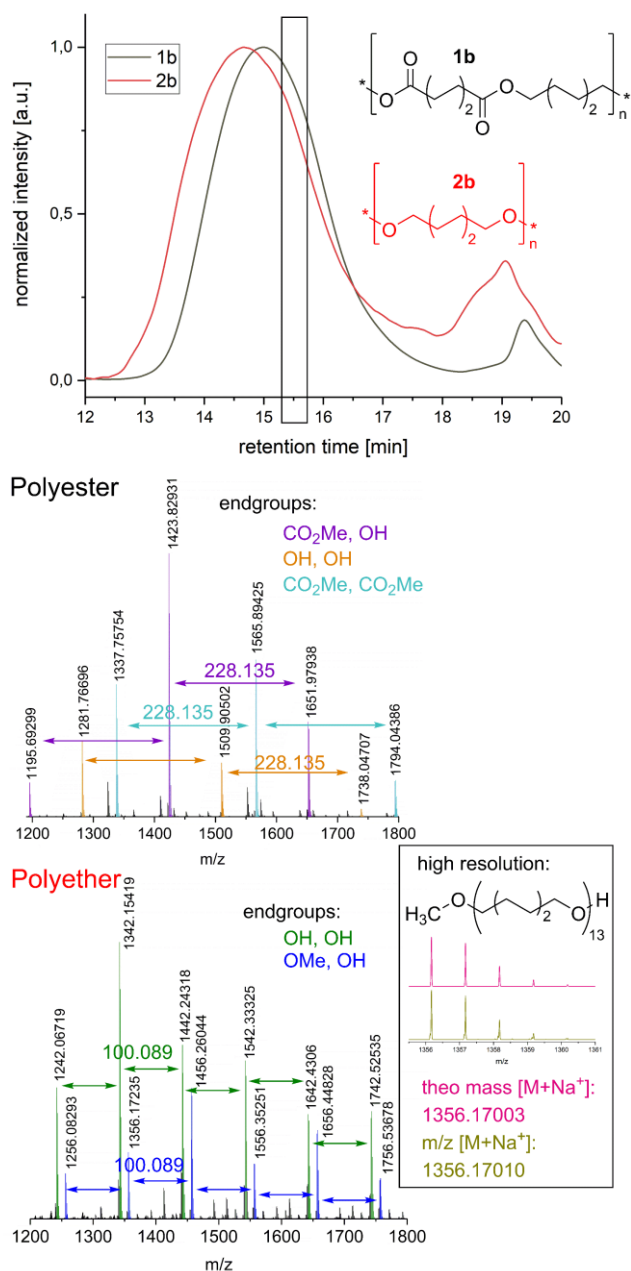 1,0
0,5
0,0
normalized intensity [a.u.]
12 13 14 15 16 17 18 19 20
retention time [min]
1b
2b
1b
* O O 2 O O 2 * n
2b
* O 2 O * n
Polyester
endgroups:
CO₂Me, OH
OH, OH
CO₂Me, CO₂Me
1195.69299
1281.76696
1337.75754
1423.82931
1509.90502
1565.89425
1651.97938
1738.04707
1794.04386
228.135
228.135
228.135
1200 1300 1400 1500 1600 1700 1800
m/z
Polyether
endgroups:
OH, OH
OMe, OH
1242.06719
1256.08293
1342.15419
1356.17235
1442.24318
1456.26044
1542.33325
1556.35251
1642.4306
1656.44828
1742.52535
1756.53678
100.089
100.089
1200 1300 1400 1500 1600 1700 1800
m/z
high resolution:
H₃C O 2 O H 13
1356 1357 1358 1359 1360 1361
m/z
theo mass [M+Na⁺]:
1356.17003
m/z [M+Na⁺]:
1356.17010